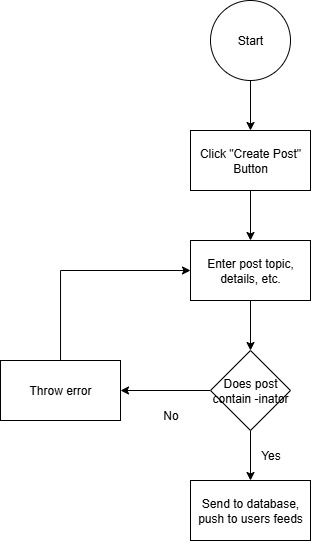 Start
Click "Create Post"
Button
Enter post topic,
details, etc.
Does post
contain -inator
Throw error
No
Yes
Send to database,
push to users feeds